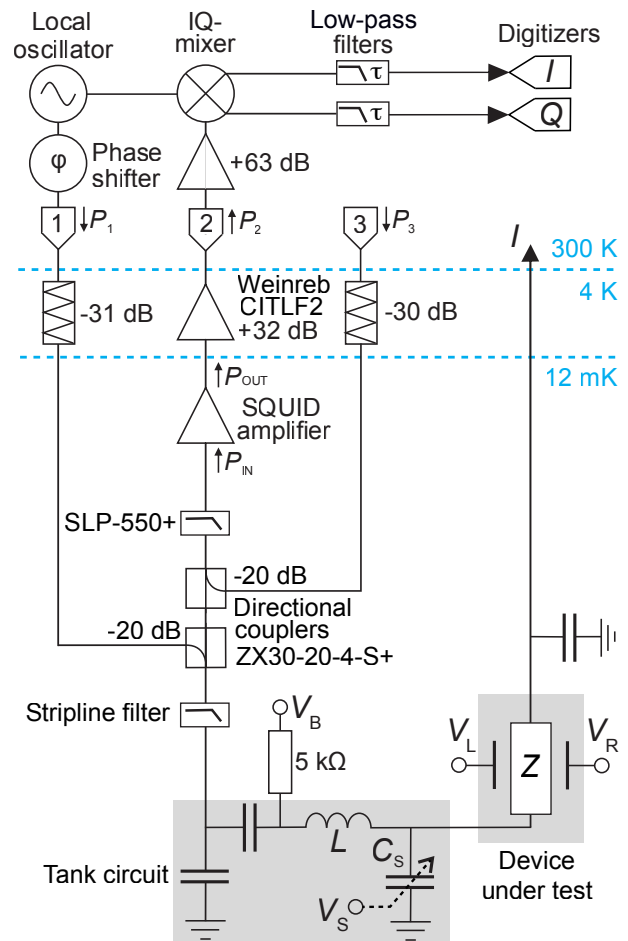 Local
oscillator
IQ-
mixer
Low-pass
filters
Digitizers
τ
I
τ
Q
φ
Phase
shifter
+63 dB
1
P1
2
P2
3
P3
I
300 K
4 K
-31 dB
Weinreb
CITLF2
+32 dB
-30 dB
12 mK
POUT
SQUID
amplifier
PIN
SLP-550+
-20 dB
Directional
couplers
ZX30-20-4-S+
-20 dB
Stripline filter
VB
5 kΩ
VL
Z
VR
L
CS
Tank circuit
VS
Device
under test